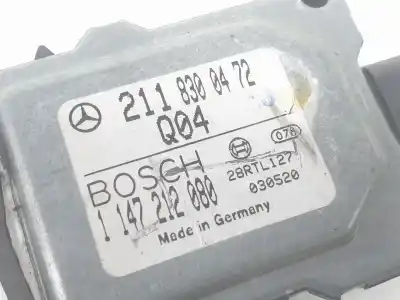 211 830 04 72
Q04
BOSCH
078
28RTL127
1 147 212 080
030520
Made in Germany